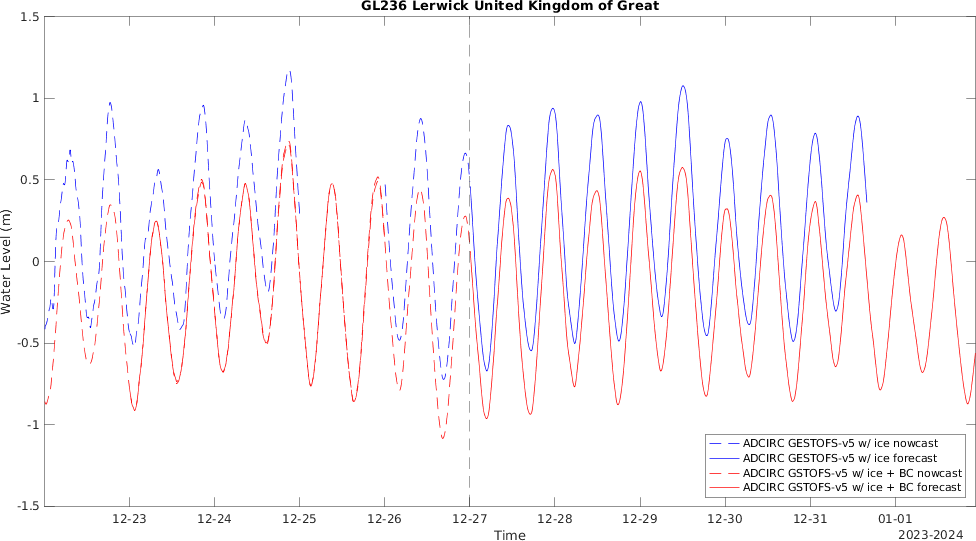 GL236 Lerwick United Kingdom of Great
1.5
1
0.5
0
-0.5
-1
-1.5
Water Level (m)
12-23
12-24
12-25
12-26
12-27
12-28
12-29
12-30
12-31
01-01
Time
2023-2024
ADCIRC GESTOFS-v5 w/ ice nowcast
ADCIRC GESTOFS-v5 w/ ice forecast
ADCIRC GSTOFS-v5 w/ ice + BC nowcast
ADCIRC GSTOFS-v5 w/ ice + BC forecast